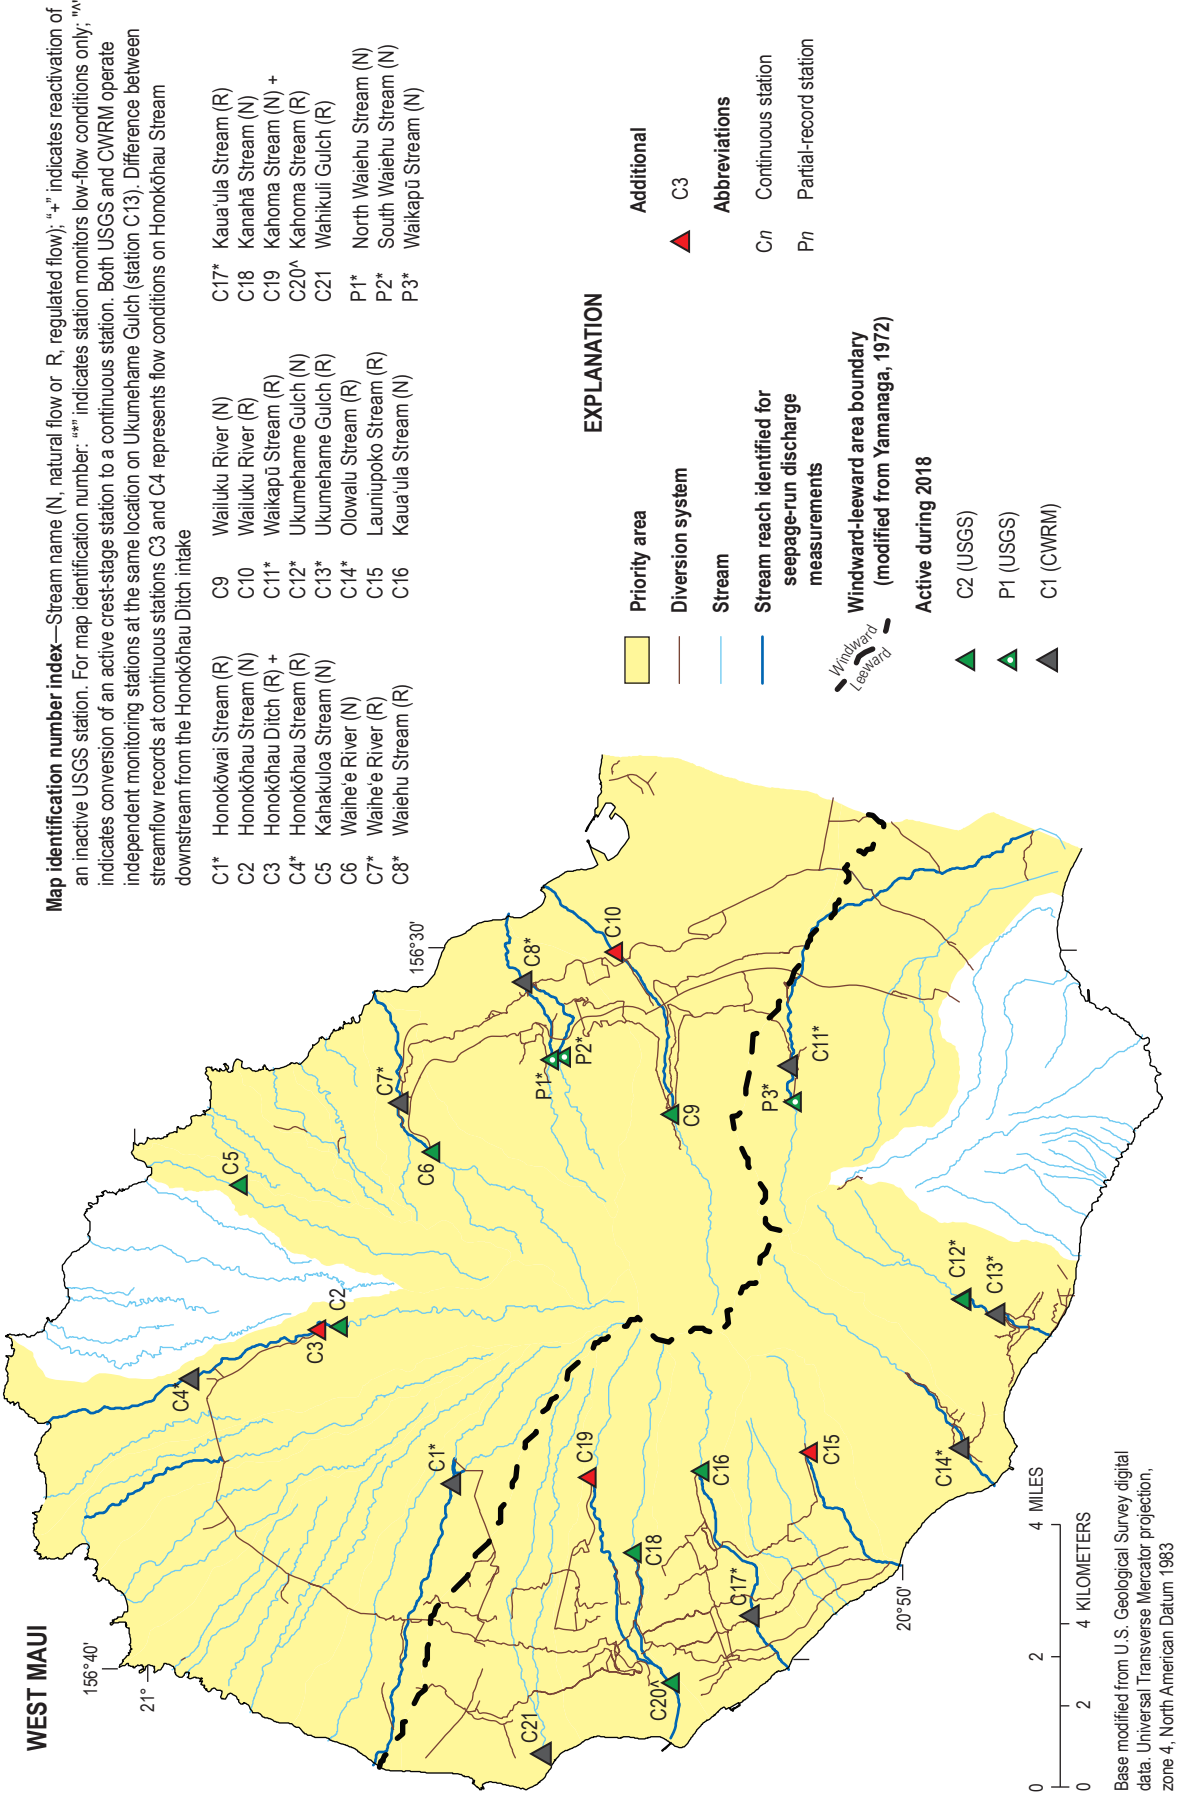 WEST MAUI
Map identification number index—Stream name (N, natural flow or R, regulated flow); “+” indicates reactivation of
an inactive USGS station. For map identification number: “*” indicates station monitors low-flow conditions only; “^”
indicates conversion of an active crest-stage station to a continuous station. Both USGS and CWRM operate
independent monitoring stations at the same location on Ukumehame Gulch (station C13). Difference between
streamflow records at continuous stations C3 and C4 represents flow conditions on Honokōhau Stream
downstream from the Honokōhau Ditch intake
C1* Honokōwai Stream (R)
C2 Honokōhau Stream (N)
C3 Honokōhau Ditch (R) +
C4* Honokōhau Stream (R)
C5 Kahakuloa Stream (N)
C6 Waiheʻe River (N)
C7* Waiheʻe River (R)
C8* Waiehu Stream (R)
C9 Wailuku River (N)
C10 Wailuku River (R)
C11* Waikapū Stream (R)
C12* Ukumehame Gulch (N)
C13* Ukumehame Gulch (R)
C14* Olowalu Stream (R)
C15 Launiupoko Stream (R)
C16 Kauaʻula Stream (N)
C17* Kauaʻula Stream (R)
C18 Kanahā Stream (N)
C19 Kahoma Stream (N) +
C20^ Kahoma Stream (R)
C21 Wahikuli Gulch (R)
P1* North Waiehu Stream (N)
P2* South Waiehu Stream (N)
P3* Waikapū Stream (N)
EXPLANATION
Priority area
Diversion system
Stream
Stream reach identified for
seepage-run discharge
measurements
Windward
Leeward
Windward-leeward area boundary
(modified from Yamanaga, 1972)
Active during 2018
C2 (USGS)
P1 (USGS)
C1 (CWRM)
Additional
C3
Abbreviations
Cn Continuous station
Pn Partial-record station
156°40'
21°
156°30'
20°50'
C4*
C3
C2
C5
C7*
C6
C8*
P1*
P2*
C10
C9
C11*
P3*
C1*
C19
C18
C16
C15
C17*
C20^
C21
C14*
C12*
C13*
0 2 4 MILES
0 2 4 KILOMETERS
Base modified from U.S. Geological Survey digital
data. Universal Transverse Mercator projection,
zone 4, North American Datum 1983